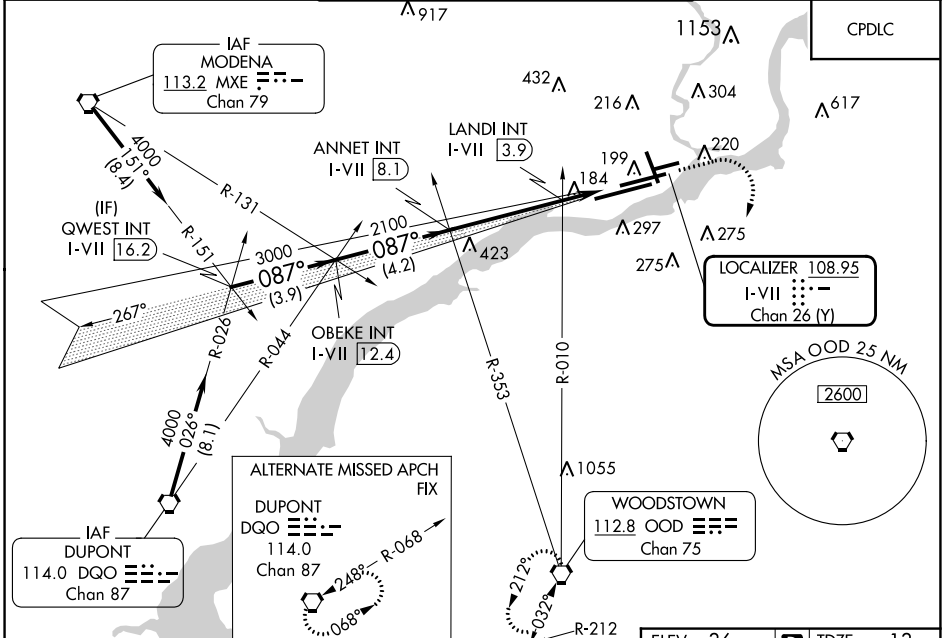 917
1153
CPDLC
IAF
MODENA
113.2 MXE
Chan 79
432
216
304
617
LANDI INT
I-VII 3.9
ANNET INT
I-VII 8.1
199
220
184
4000
151°
(8.4)
R-131
R-151
(IF)
QWEST INT
I-VII 16.2
3000
087°
(3.9)
2100
087°
(4.2)
423
297
275
275
267°
LOCALIZER 108.95
I-VII
Chan 26 (Y)
OBEKE INT
I-VII 12.4
R-026
R-044
R-353
R-010
MSA OOD 25 NM
2600
4000
026°
(8.1)
1055
ALTERNATE MISSED APCH
FIX
DUPONT
DQO
114.0
Chan 87
R-068
248°
068°
WOODSTOWN
112.8 OOD
Chan 75
IAF
DUPONT
114.0 DQO
Chan 87
212°
032°
R-212
ELEV 26
D
TDZE 12